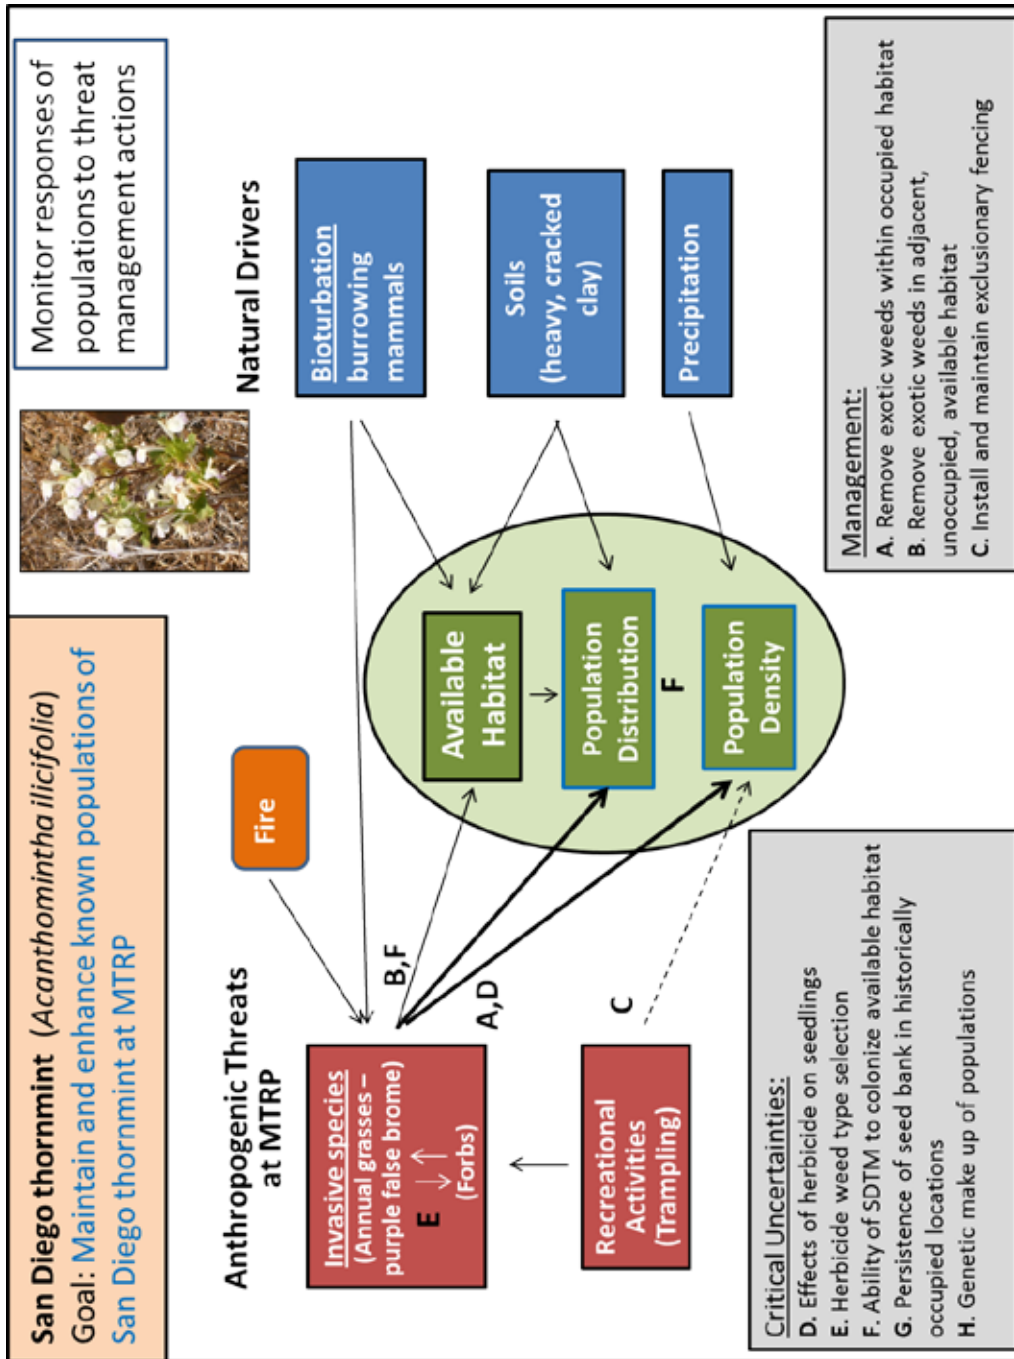 San Diego thornmint (Acanthomintha ilicifolia)
Goal: Maintain and enhance known populations of
San Diego thornmint at MTRP
Monitor responses of
populations to threat
management actions
Anthropogenic Threats
at MTRP
Fire
Natural Drivers
Invasive species
(Annual grasses –
purple false brome)
E
(Forbs)
Recreational
Activities
(Trampling)
B,F
A,D
C
Available
Habitat
Population
Distribution
F
Population
Density
Bioturbation
burrowing
mammals
Soils
(heavy, cracked
clay)
Precipitation
Critical Uncertainties:
D. Effects of herbicide on seedlings
E. Herbicide weed type selection
F. Ability of SDTM to colonize available habitat
G. Persistence of seed bank in historically
occupied locations
H. Genetic make up of populations
Management:
A. Remove exotic weeds within occupied habitat
B. Remove exotic weeds in adjacent,
unoccupied, available habitat
C. Install and maintain exclusionary fencing